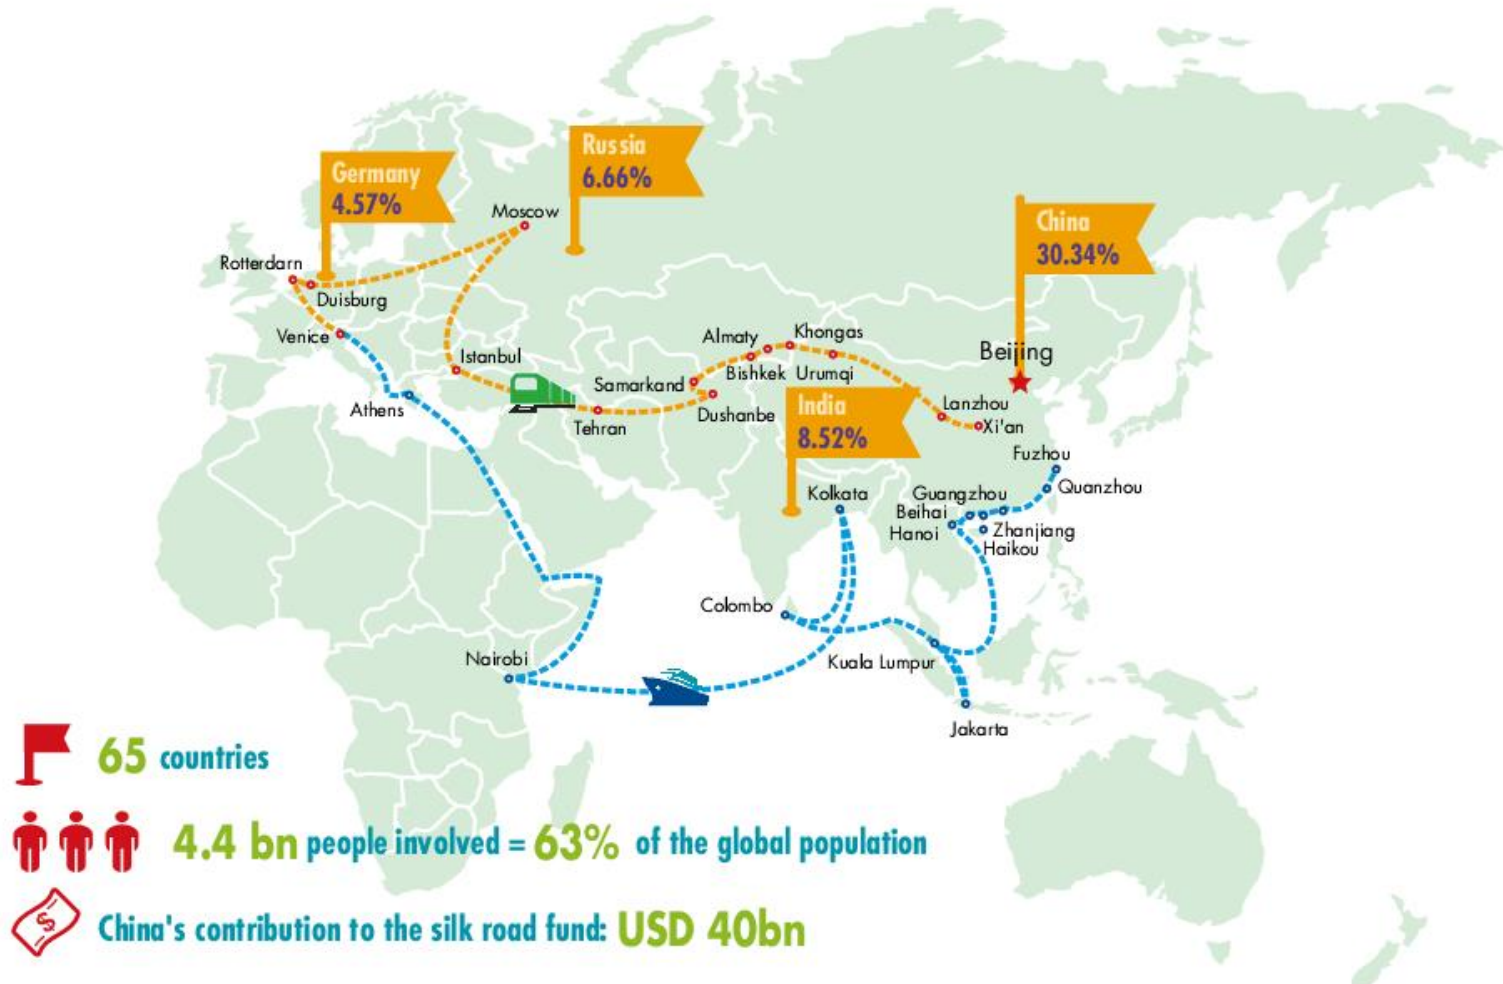 Russia
6.66%
Germany
4.57%
Moscow
China
30.34%
Rotterdarn
Duisburg
Venice
Istanbul
Almaty
Khongas
Beijing
Samarkand
Bishkek
Urumqi
Athens
Tehran
Dushanbe
India
8.52%
Lanzhou
Xi'an
Fuzhou
Kolkata
Guangzhou
Quanzhou
Beihai
Hanoi
Zhanjiang
Haikou
Colombo
Nairobi
Kuala Lumpur
Jakarta
65 countries
4.4 bn people involved = 63% of the global population
$
China's contribution to the silk road fund: USD 40bn